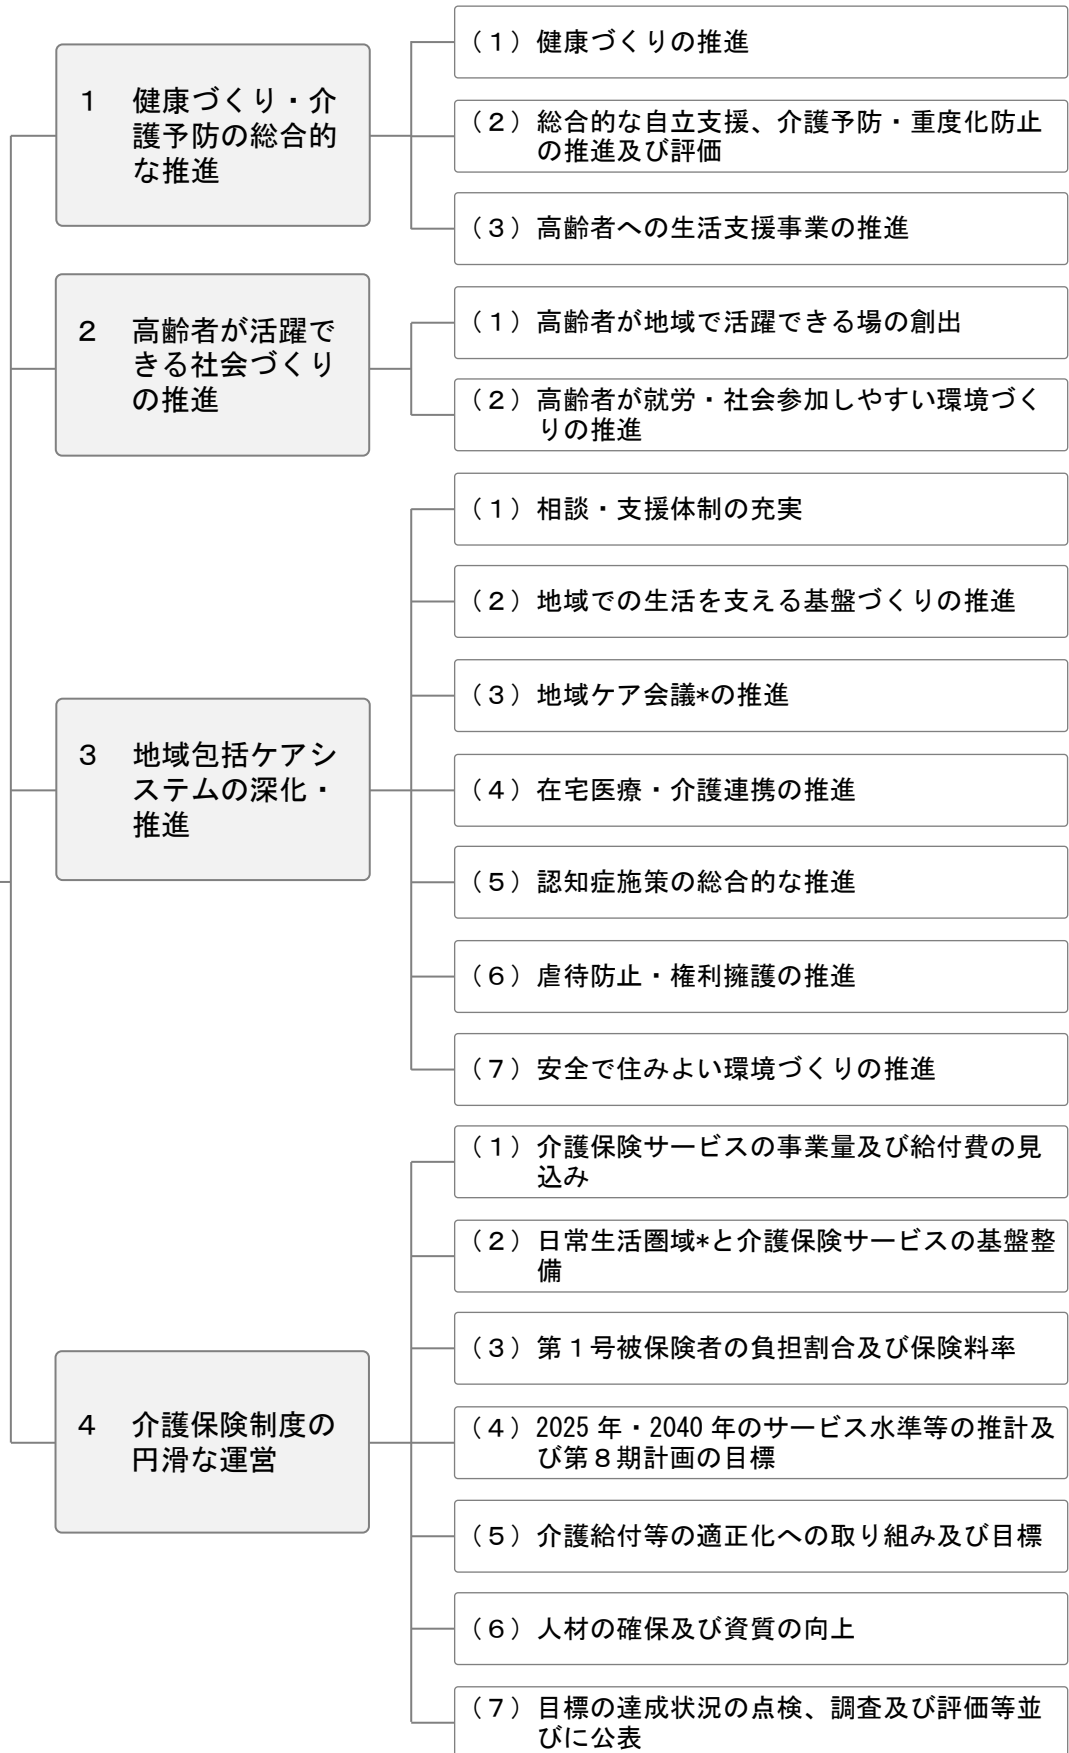 １　健康づくり・介
護予防の総合的
な推進
（１）健康づくりの推進
（２）総合的な自立支援、介護予防・重度化防止
の推進及び評価
（３）高齢者への生活支援事業の推進
２　高齢者が活躍で
きる社会づくり
の推進
（１）高齢者が地域で活躍できる場の創出
（２）高齢者が就労・社会参加しやすい環境づく
りの推進
３　地域包括ケアシ
ステムの深化・
推進
（１）相談・支援体制の充実
（２）地域での生活を支える基盤づくりの推進
（３）地域ケア会議*の推進
（４）在宅医療・介護連携の推進
（５）認知症施策の総合的な推進
（６）虐待防止・権利擁護の推進
（７）安全で住みよい環境づくりの推進
４　介護保険制度の
円滑な運営
（１）介護保険サービスの事業量及び給付費の見
込み
（２）日常生活圏域*と介護保険サービスの基盤整
備
（３）第１号被保険者の負担割合及び保険料率
（４）2025 年・2040 年のサービス水準等の推計及
び第８期計画の目標
（５）介護給付等の適正化への取り組み及び目標
（６）人材の確保及び資質の向上
（７）目標の達成状況の点検、調査及び評価等並
びに公表